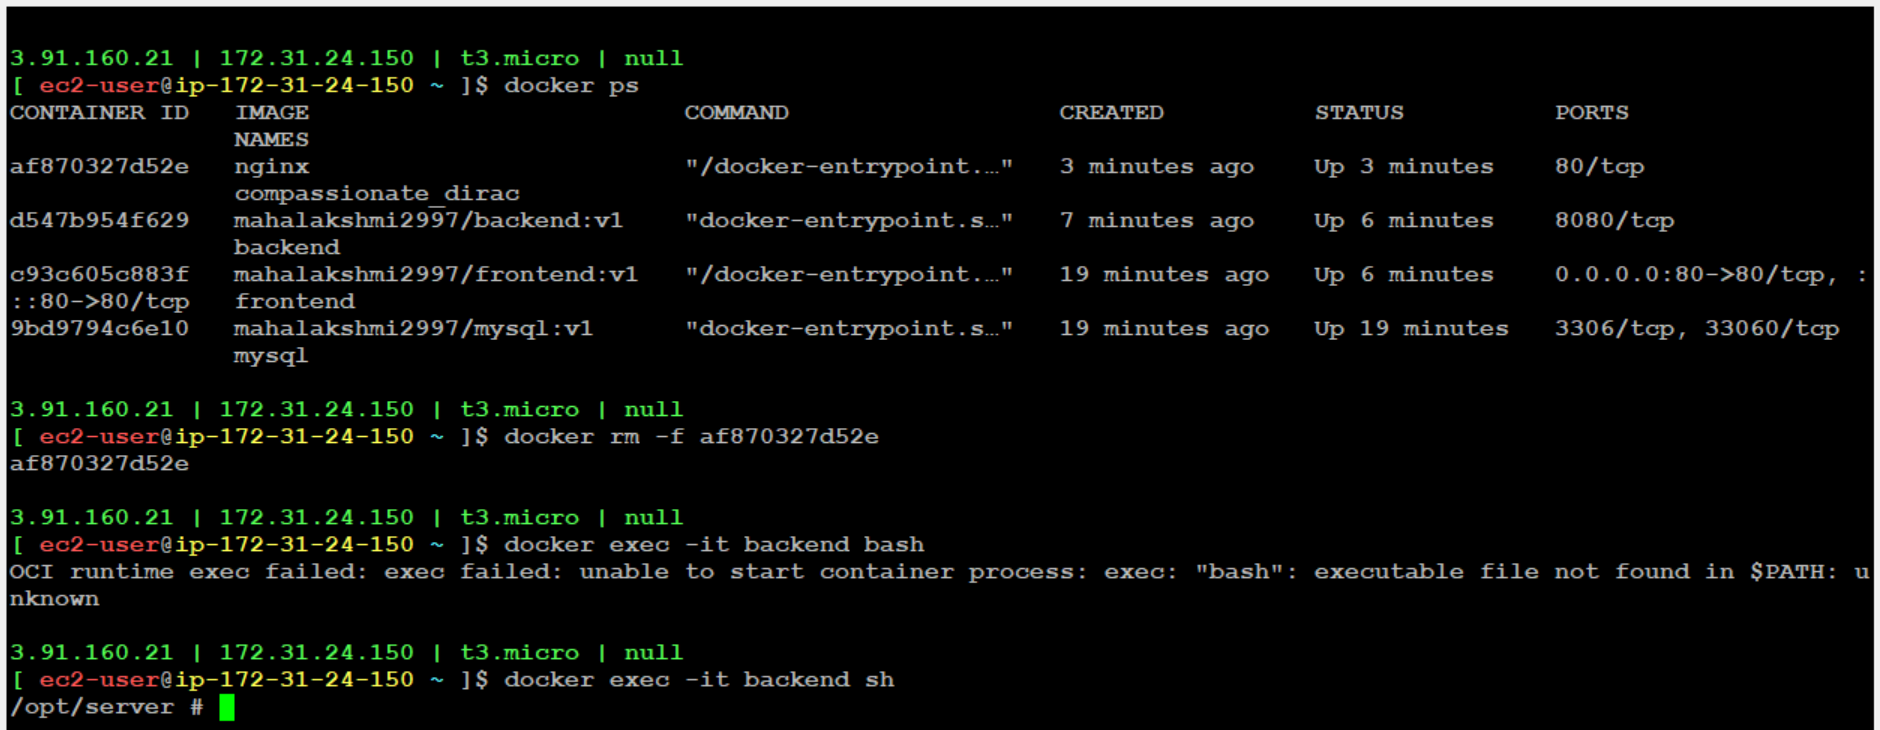 3.91.160.21 | 172.31.24.150 | t3.micro | null
[ ec2-user@ip-172-31-24-150 ~ ]$ docker ps
CONTAINER ID   IMAGE                         COMMAND                  CREATED          STATUS          PORTS
               NAMES
af870327d52e   nginx                         "/docker-entrypoint.…"   3 minutes ago    Up 3 minutes    80/tcp
               compassionate_dirac
d547b954f629   mahalakshmi2997/backend:v1    "docker-entrypoint.s…"   7 minutes ago    Up 6 minutes    8080/tcp
               backend
c93c605c883f   mahalakshmi2997/frontend:v1   "/docker-entrypoint.…"   19 minutes ago   Up 6 minutes    0.0.0.0:80->80/tcp, :
::80->80/tcp   frontend
9bd9794c6e10   mahalakshmi2997/mysql:v1      "docker-entrypoint.s…"   19 minutes ago   Up 19 minutes   3306/tcp, 33060/tcp
               mysql
3.91.160.21 | 172.31.24.150 | t3.micro | null
[ ec2-user@ip-172-31-24-150 ~ ]$ docker rm -f af870327d52e
af870327d52e
3.91.160.21 | 172.31.24.150 | t3.micro | null
[ ec2-user@ip-172-31-24-150 ~ ]$ docker exec -it backend bash
OCI runtime exec failed: exec failed: unable to start container process: exec: "bash": executable file not found in $PATH: u
nknown
3.91.160.21 | 172.31.24.150 | t3.micro | null
[ ec2-user@ip-172-31-24-150 ~ ]$ docker exec -it backend sh
/opt/server #